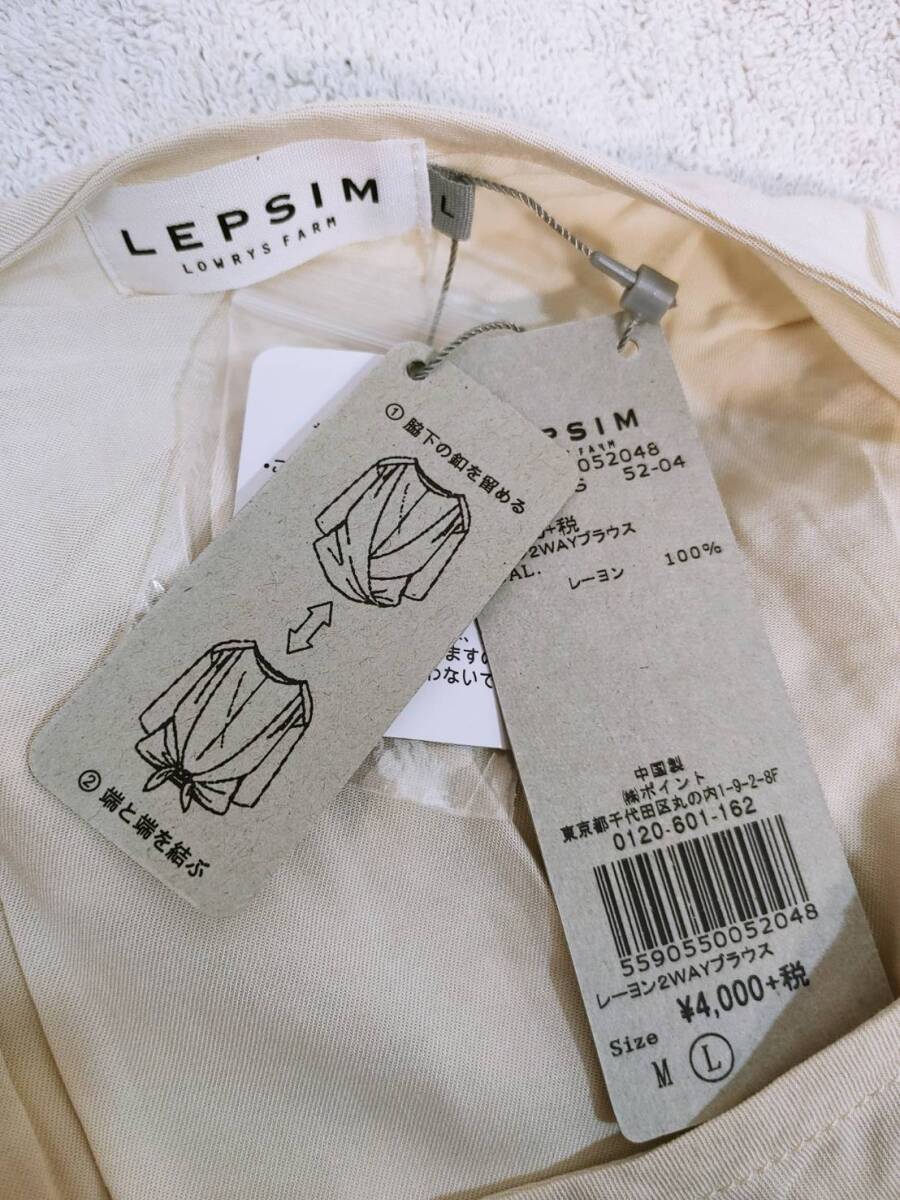 LEPSIM
LOWRYS FARM
L
① 脇下の釦を留める
② 端と端を結ぶ
PSIM
FARM
052048
52-04
+税
2WAYブラウス
AL.
レーヨン 100%
ますの
わないで
中国製
㈱ポイント
東京都千代田区丸の内1-9-2-8F
0120-601-162
5590550052048
レーヨン2WAYブラウス
¥4,000+税
Size
M Ⓛ